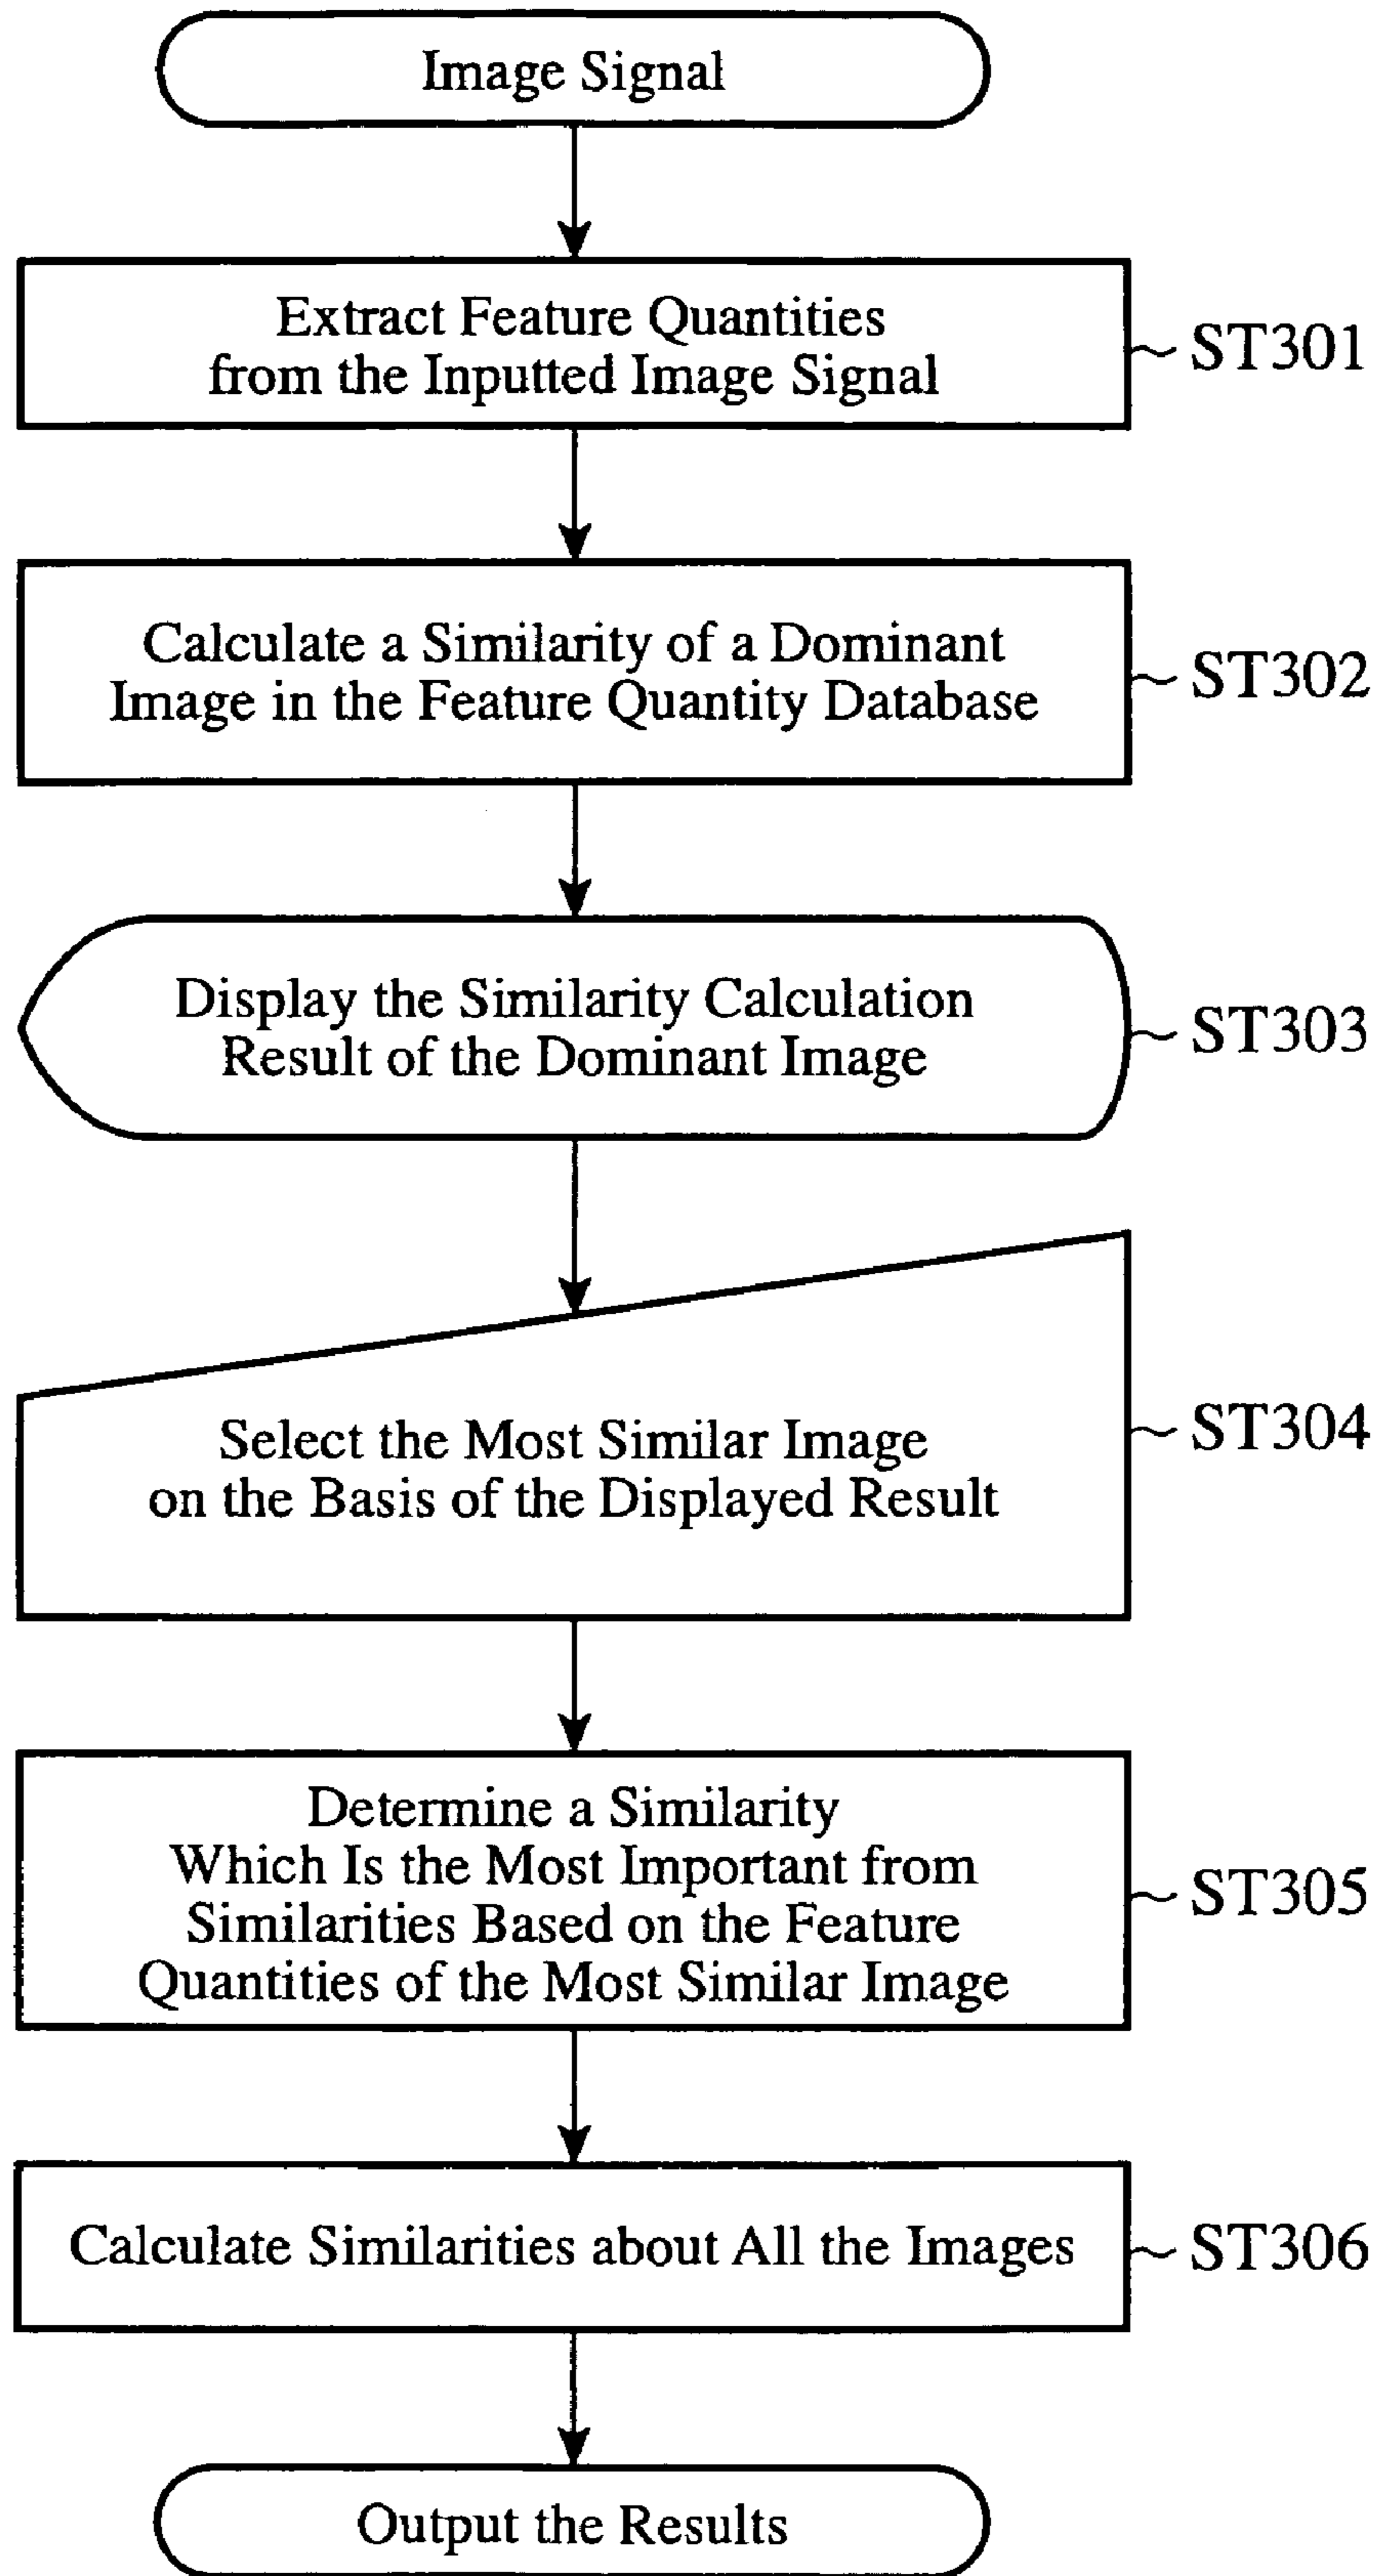 Image Signal
Extract Feature Quantities
from the Inputted Image Signal
ST301
Calculate a Similarity of a Dominant
Image in the Feature Quantity Database
ST302
Display the Similarity Calculation
Result of the Dominant Image
ST303
Select the Most Similar Image
on the Basis of the Displayed Result
ST304
Determine a Similarity
Which Is the Most Important from
Similarities Based on the Feature
Quantities of the Most Similar Image
ST305
Calculate Similarities about All the Images
ST306
Output the Results